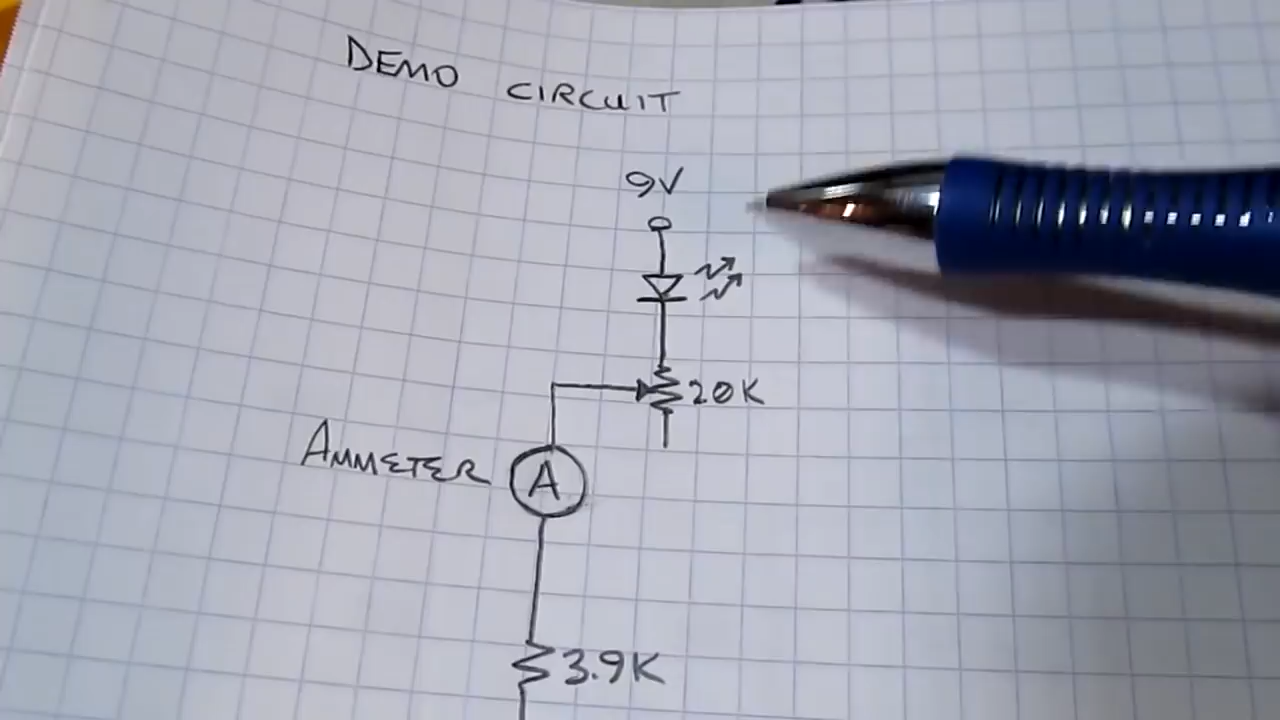 DEMO CIRCUIT
9V
20K
AMMETER
A
3.9K